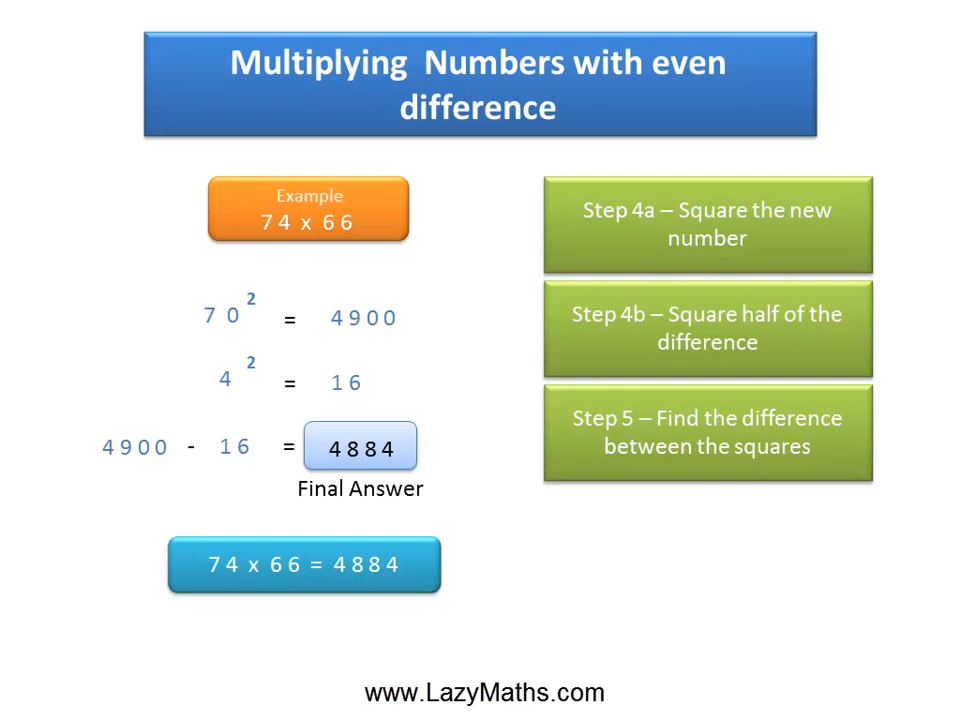 Multiplying Numbers with even
difference
Example
7 4 x 6 6
7 0 2 = 4 9 0 0
4 2 = 1 6
4 9 0 0 - 1 6 = 4 8 8 4
Final Answer
7 4 x 6 6 = 4 8 8 4
Step 4a – Square the new
number
Step 4b – Square half of the
difference
Step 5 – Find the difference
between the squares
www.LazyMaths.com